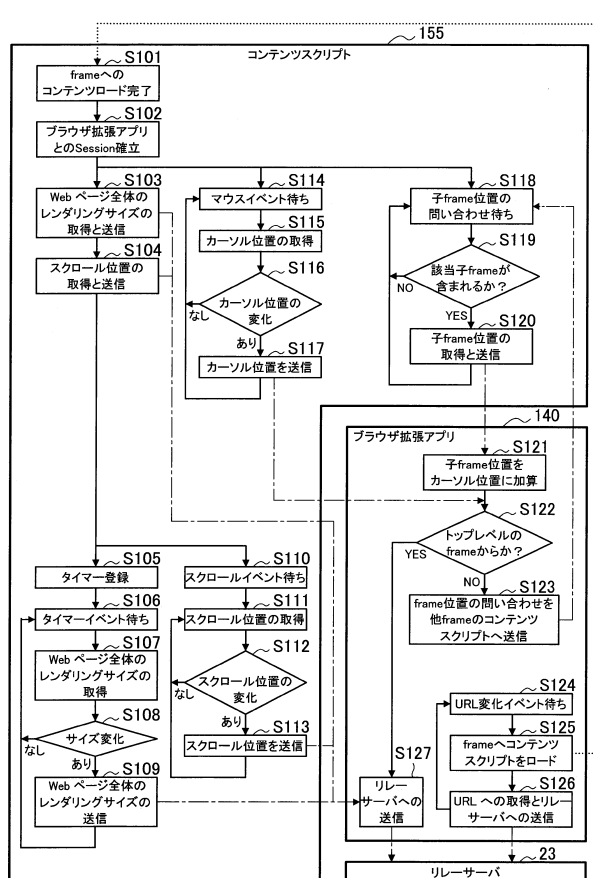 155
コンテンツスクリプト
S101
frameへの
コンテンツロード完了
S102
ブラウザ拡張アプリ
とのSession確立
S103
Web ページ全体の
レンダリングサイズの
取得と送信
S104
スクロール位置の
取得と送信
S114
マウスイベント待ち
S115
カーソル位置の取得
S116
カーソル位置の
変化
なし
あり
S117
カーソル位置を送信
S118
子frame位置の
問い合わせ待ち
S119
該当子frameが
含まれるか？
NO
YES
S120
子frame位置の
取得と送信
140
ブラウザ拡張アプリ
S121
子frame位置を
カーソル位置に加算
S122
トップレベルの
frameからか？
YES
NO
S123
frame位置の問い合わせを
他frameのコンテンツ
スクリプトへ送信
S105
タイマー登録
S106
タイマーイベント待ち
S107
Web ページ全体の
レンダリングサイズの
取得
S108
サイズ変化
なし
あり
S109
Web ページ全体の
レンダリングサイズの
送信
S110
スクロールイベント待ち
S111
スクロール位置の取得
S112
スクロール位置の
変化
なし
あり
S113
スクロール位置を送信
S124
URL変化イベント待ち
S125
frameへコンテンツ
スクリプトをロード
S126
URL への取得とリレー
サーバへの送信
S127
リレー
サーバへの
送信
23
リレーサーバ